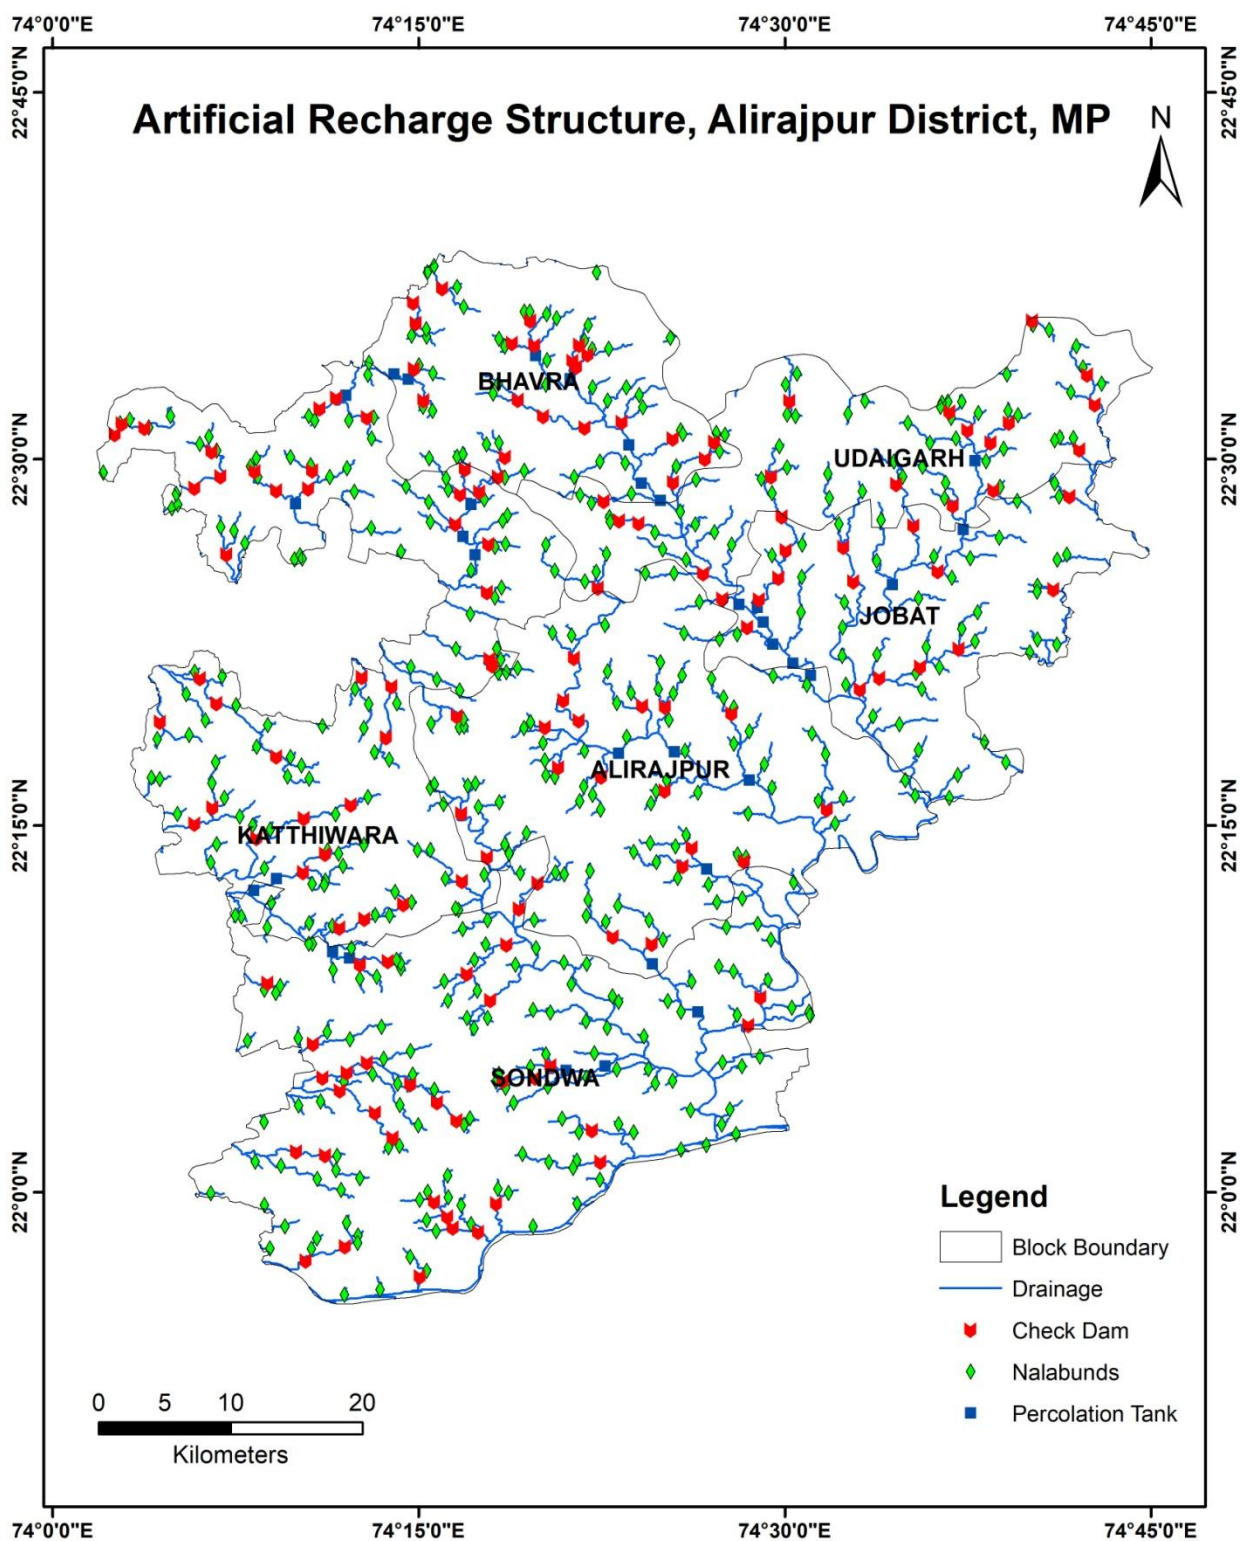 74°0'0"E 74°15'0"E 74°30'0"E 74°45'0"E
22°45'0"N 22°45'0"N
Artificial Recharge Structure, Alirajpur District, MP
N
BHAVRA
22°30'0"N UDAIGARH 22°30'0"N
JOBAT
ALIRAJPUR
22°15'0"N KATTHIWARA 22°15'0"N
SONDWA
22°0'0"N 22°0'0"N
Legend
Block Boundary
Drainage
Check Dam
Nalabunds
Percolation Tank
0 5 10 20
Kilometers
74°0'0"E 74°15'0"E 74°30'0"E 74°45'0"E